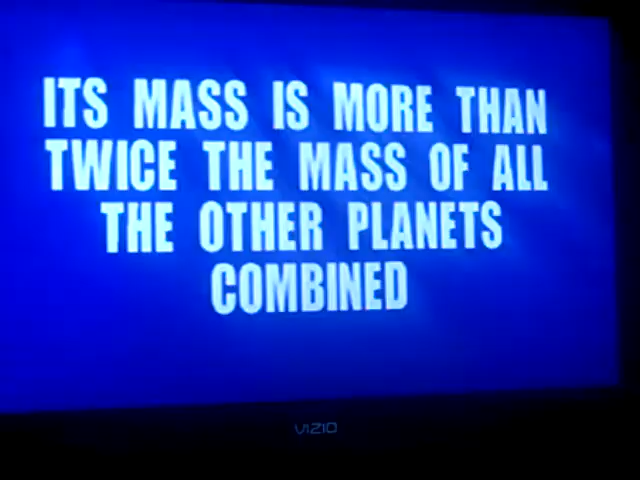 ITS MASS IS MORE THAN
TWICE THE MASS OF ALL
THE OTHER PLANETS
COMBINED
VIZIO